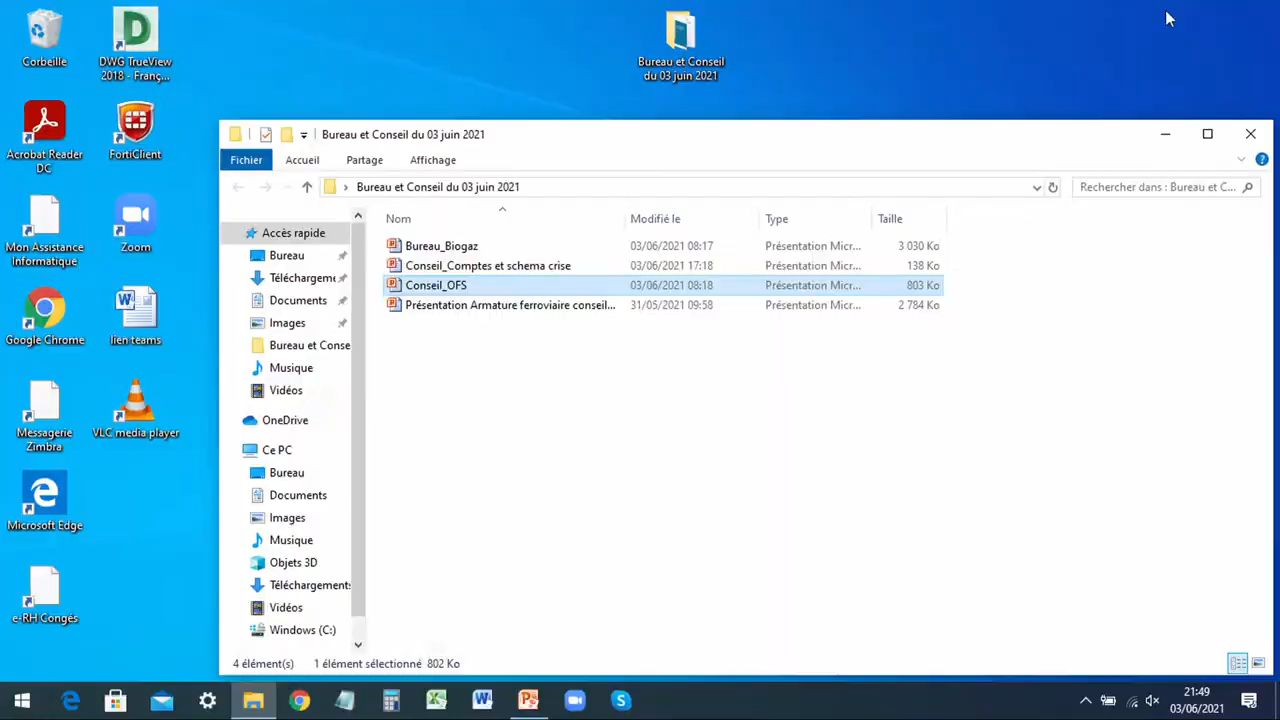 Corbeille
DWG TrueView
2018 - Franç...
Bureau et Conseil
du 03 juin 2021
Acrobat Reader
DC
FortiClient
Mon Assistance
Informatique
Zoom
Google Chrome
lien teams
Messagerie
Zimbra
VLC media player
Microsoft Edge
e-RH Congés
Bureau et Conseil du 03 juin 2021
Fichier Accueil Partage Affichage
Bureau et Conseil du 03 juin 2021
Rechercher dans : Bureau et C...
Nom Modifié le Type Taille
Bureau_Biogaz 03/06/2021 08:17 Présentation Micr... 3 030 Ko
Conseil_Comptes et schema crise 03/06/2021 17:18 Présentation Micr... 138 Ko
Conseil_OFS 03/06/2021 08:18 Présentation Micr... 803 Ko
Présentation Armature ferroviaire conseil... 31/05/2021 09:58 Présentation Micr... 2 784 Ko
Accès rapide
Bureau
Téléchargeme
Documents
Images
Bureau et Conse
Musique
Vidéos
OneDrive
Ce PC
Bureau
Documents
Images
Musique
Objets 3D
Téléchargements
Vidéos
Windows (C:)
4 élément(s) 1 élément sélectionné 802 Ko
21:49
03/06/2021